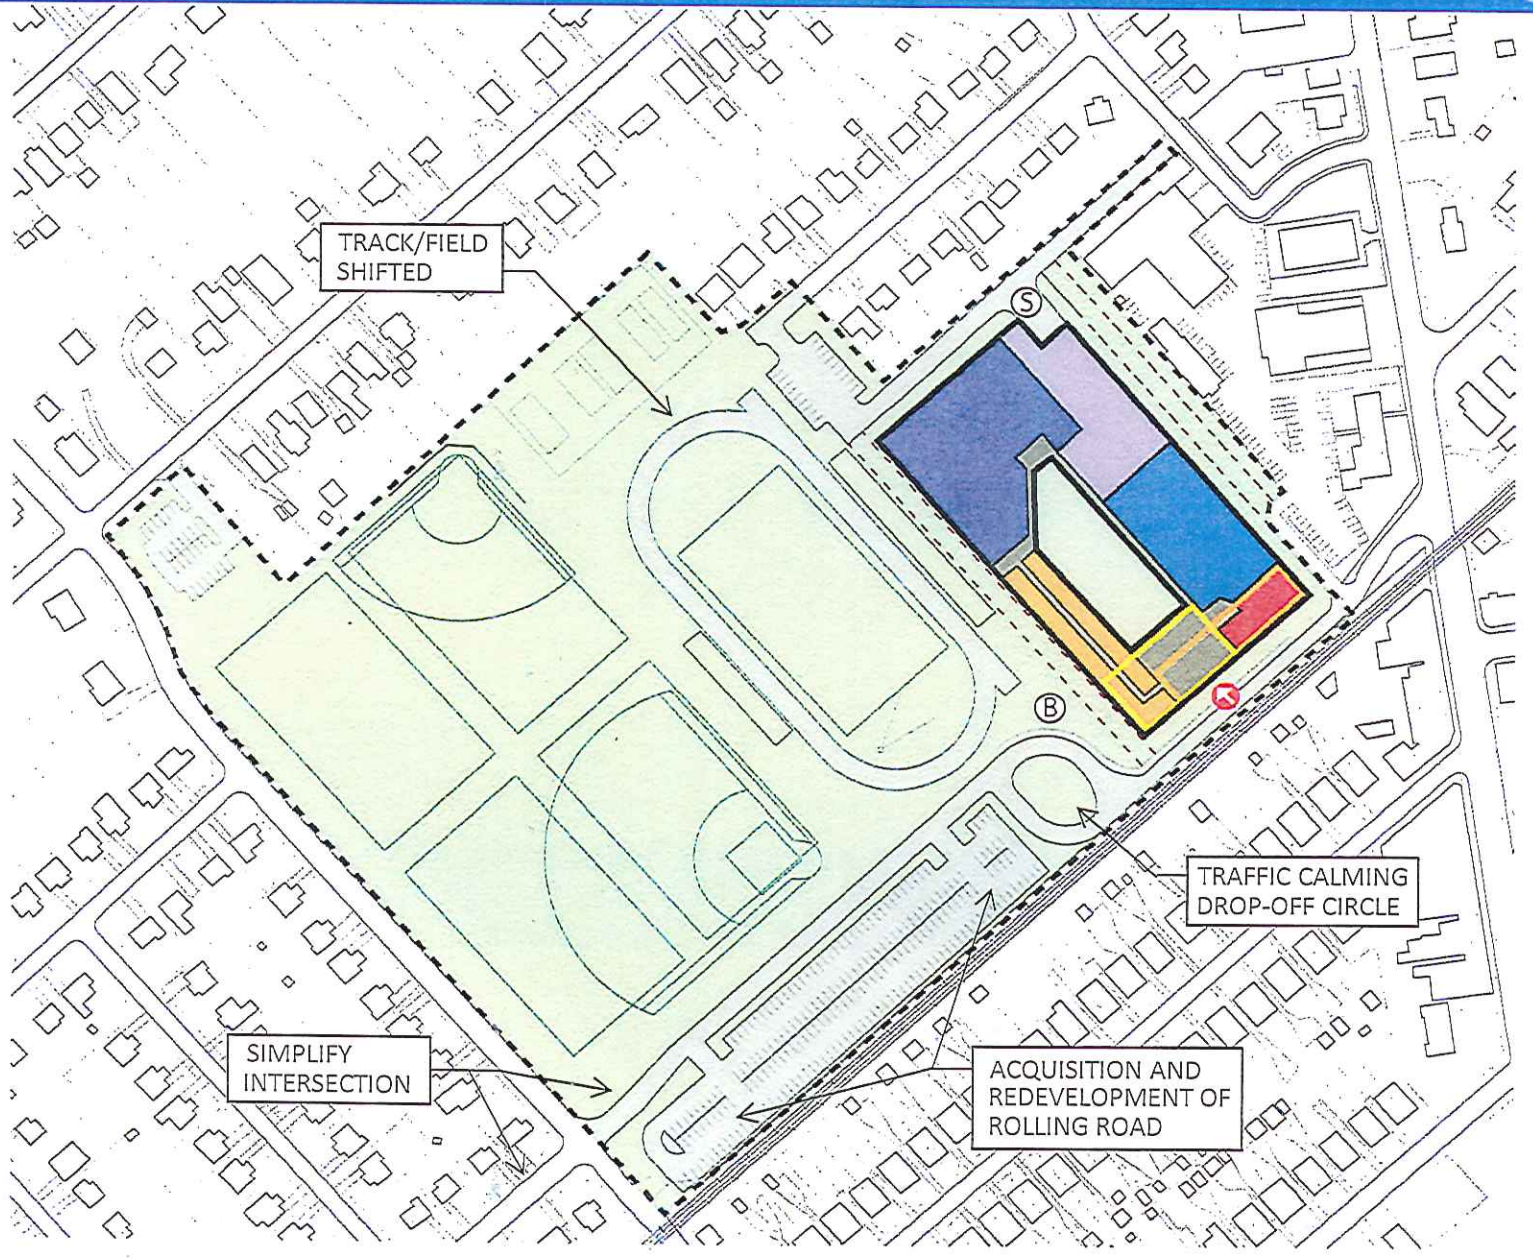 TRACK/FIELD
SHIFTED
S
B
TRAFFIC CALMING
DROP-OFF CIRCLE
SIMPLIFY
INTERSECTION
ACQUISITION AND
REDEVELOPMENT OF
ROLLING ROAD